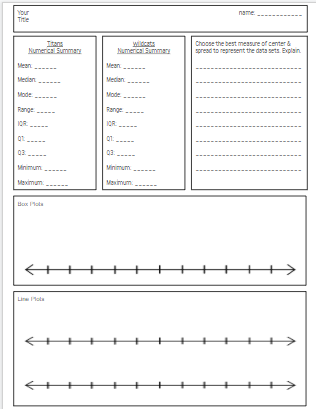 Your
Title
name: ____________
Titans
Numerical Summary
Mean: ______
Median: ______
Mode: ______
Range: _____
IQR: _____
Q1: _____
Q3: _____
Minimum: ______
Maximum: ______
Wildcats
Numerical Summary
Mean: ______
Median: ______
Mode: ______
Range: _____
IQR: _____
Q1: _____
Q3: _____
Minimum: ______
Maximum: ______
Choose the best measure of center &
spread to represent the data sets. Explain.
Box Plots
Line Plots